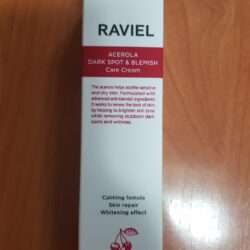 RAVIEL
ACEROLA
DARK SPOT & BLEMISH
Care Cream
The acerola helps soothe sensitive
and dry skin. Formulated with
advanced anti-blemish ingredients,
it works to renew the look of skin,
by helping to brighten skin tone
while removing stubborn dark
spots and wrinkles.
Calming fomula
Skin repair
Whitening effect